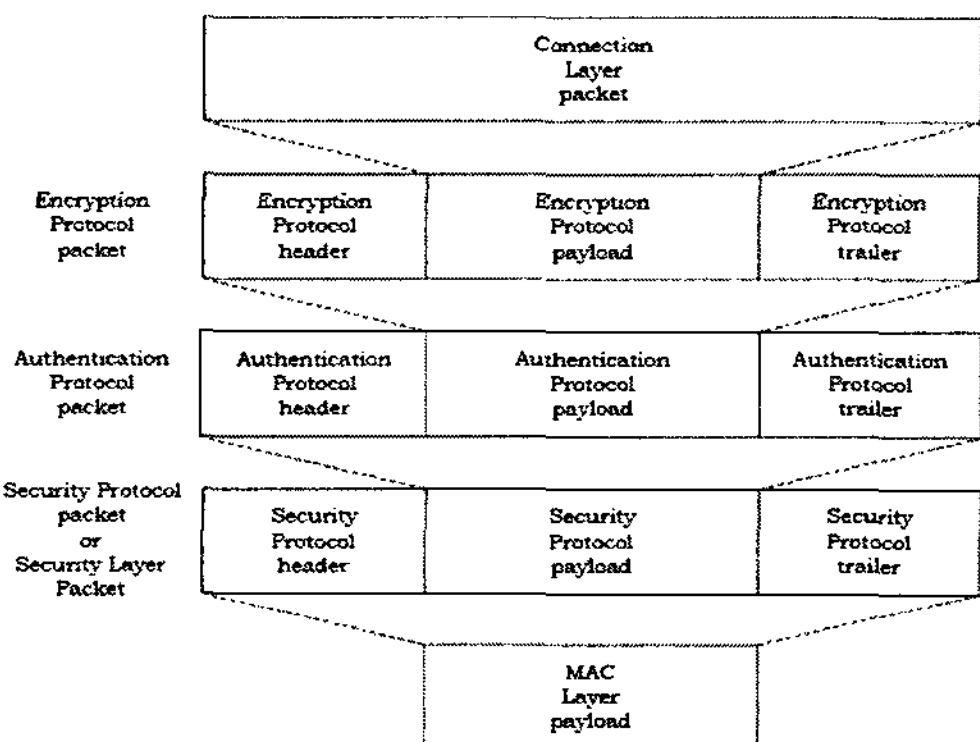 Connection
Layer
packet
Encryption
Protocol
packet
Encryption
Protocol
header
Encryption
Protocol
payload
Encryption
Protocol
trailer
Authentication
Protocol
packet
Authentication
Protocol
header
Authentication
Protocol
payload
Authentication
Protocol
trailer
Security Protocol
packet
or
Security Layer
Packet
Security
Protocol
header
Security
Protocol
payload
Security
Protocol
trailer
MAC
Layer
payload